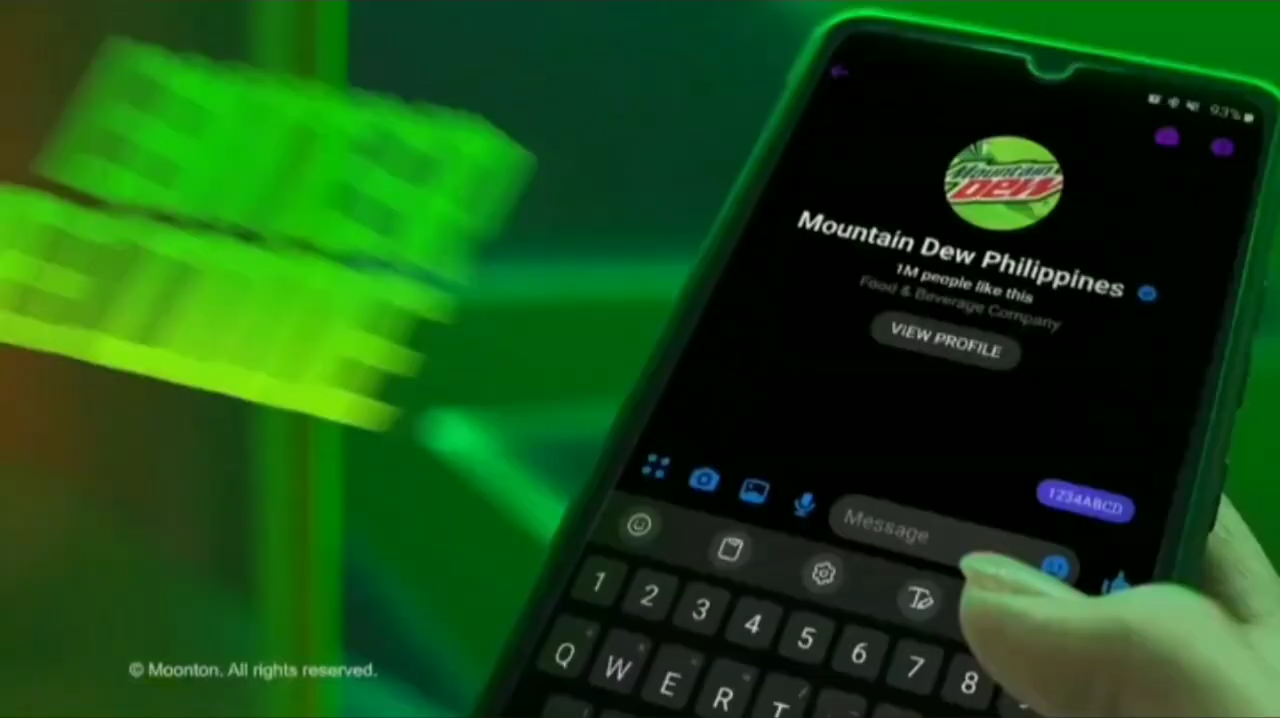 93%
Mountain
Dew
Mountain Dew Philippines
1M people like this
Food & Beverage Company
VIEW PROFILE
1234ABCD
Message
1 2 3 4 5 6 7 8
Q W E R T
© Moonton. All rights reserved.